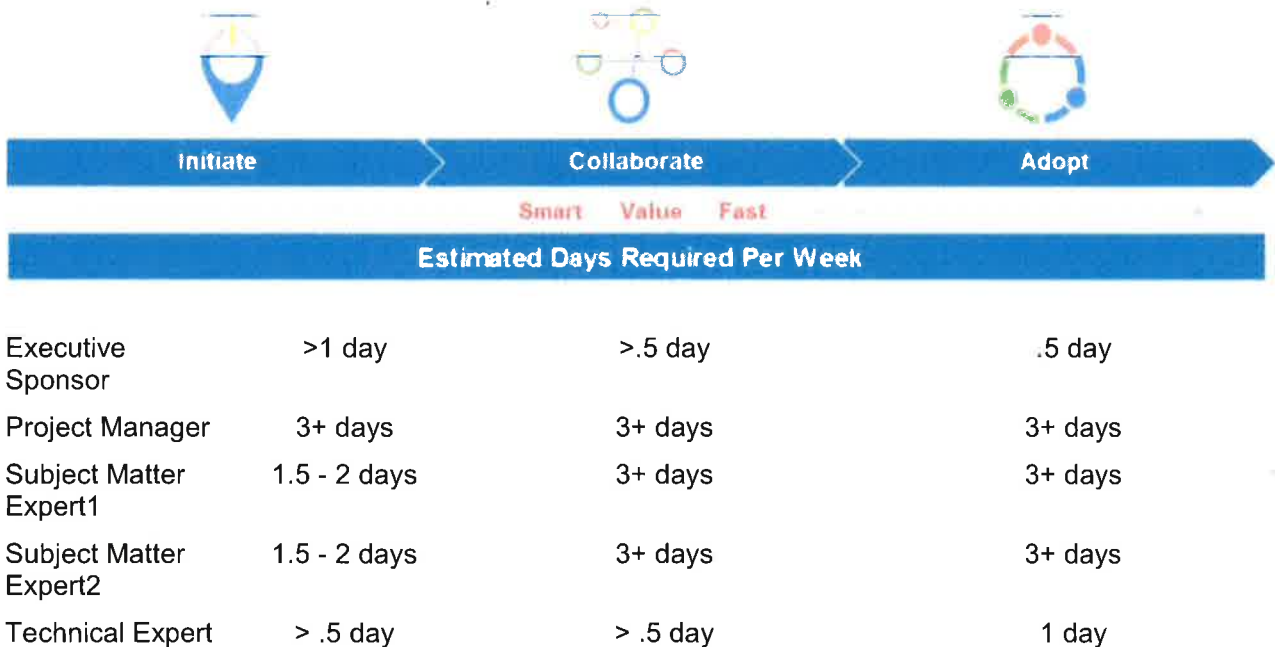 Initiate Collaborate Adopt
Smart Value Fast
Estimated Days Required Per Week
Executive Sponsor >1 day >.5 day .5 day
Project Manager 3+ days 3+ days 3+ days
Subject Matter Expert1 1.5 - 2 days 3+ days 3+ days
Subject Matter Expert2 1.5 - 2 days 3+ days 3+ days
Technical Expert > .5 day > .5 day 1 day